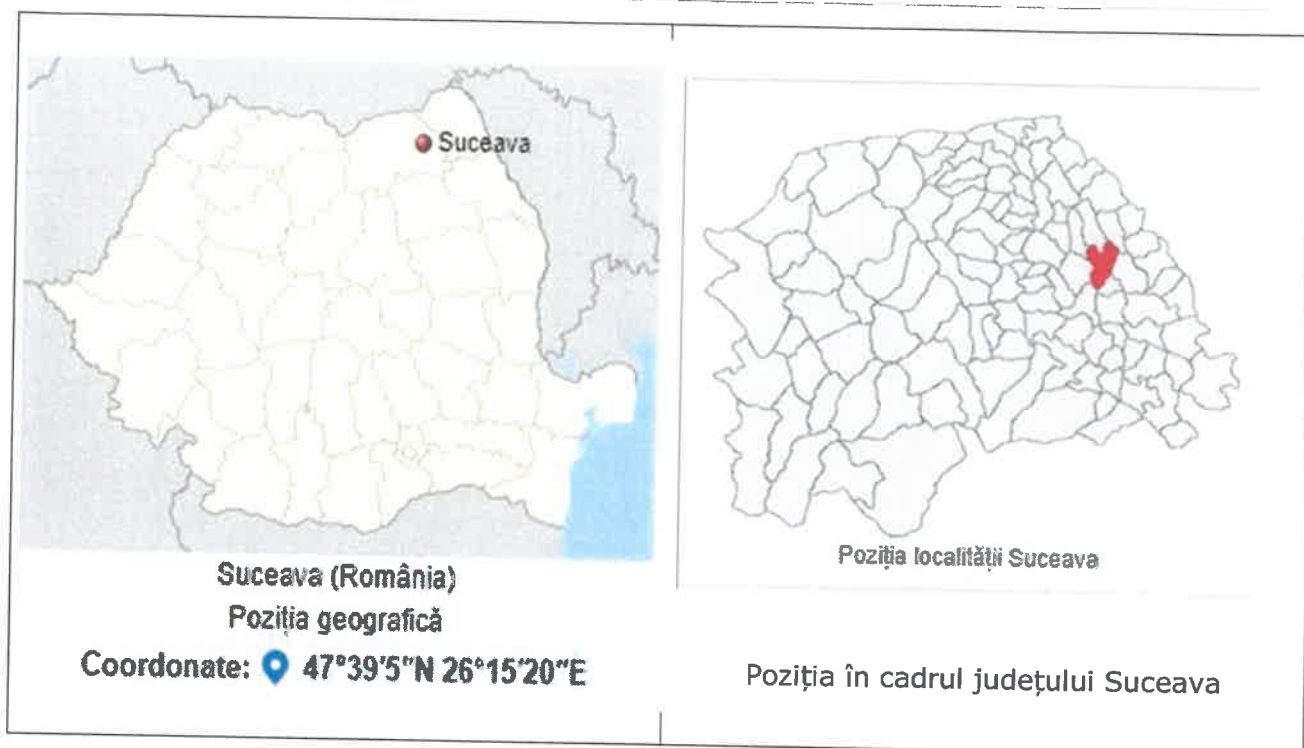 Suceava
Suceava (România)
Poziția geografică
Coordonate: 47°39′5″N 26°15′20″E
Poziția localității Suceava
Poziția în cadrul județului Suceava